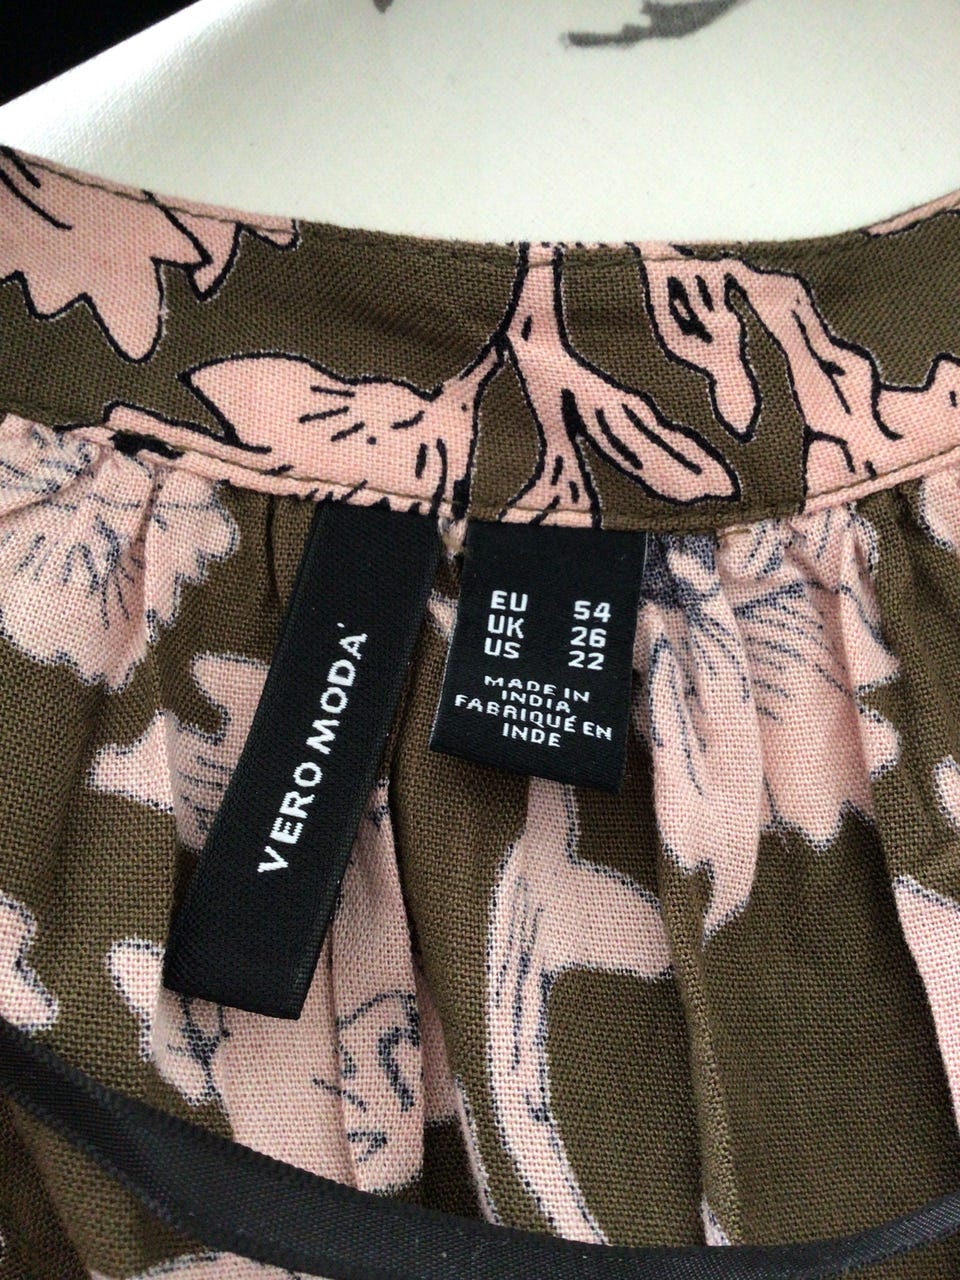 VERO MODA
EU 54
UK 26
US 22
MADE IN
INDIA
FABRIQUÉ EN
INDE